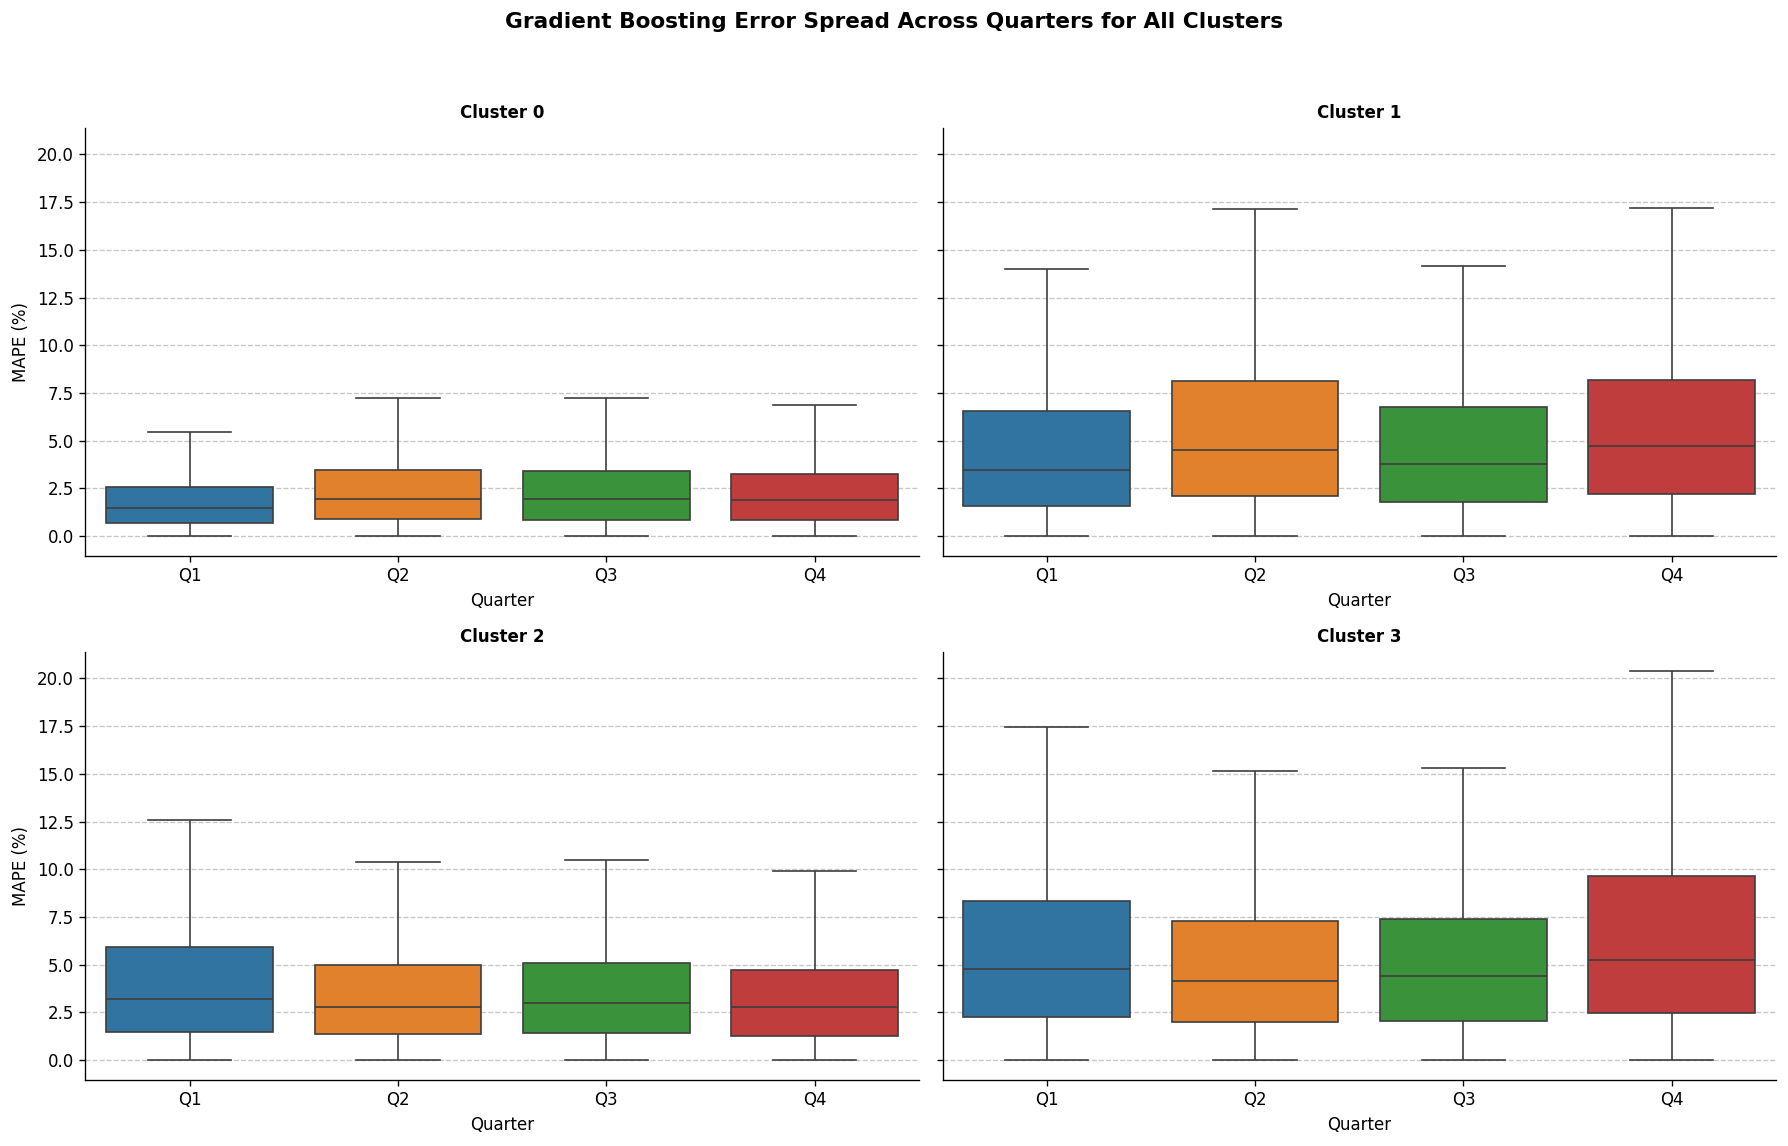 Gradient Boosting Error Spread Across Quarters for All Clusters
Cluster 0
MAPE (%)
20.0
17.5
15.0
12.5
10.0
7.5
5.0
2.5
0.0
Q1 Q2 Q3 Q4
Quarter
Cluster 1
Q1 Q2 Q3 Q4
Quarter
Cluster 2
MAPE (%)
20.0
17.5
15.0
12.5
10.0
7.5
5.0
2.5
0.0
Q1 Q2 Q3 Q4
Quarter
Cluster 3
Q1 Q2 Q3 Q4
Quarter